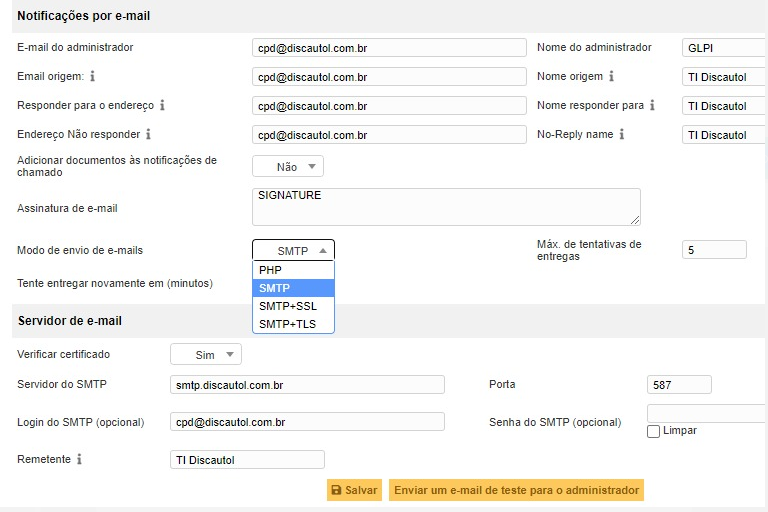 Notificações por e-mail
E-mail do administrador cpd@discautol.com.br Nome do administrador GLPI
Email origem: cpd@discautol.com.br Nome origem TI Discautol
Responder para o endereço cpd@discautol.com.br Nome responder para TI Discautol
Endereço Não responder cpd@discautol.com.br No-Reply name TI Discautol
Adicionar documentos às notificações de
chamado Não
Assinatura de e-mail SIGNATURE
Modo de envio de e-mails SMTP Máx. de tentativas de
entregas 5
PHP
SMTP
SMTP+SSL
SMTP+TLS
Tente entregar novamente em (minutos)
Servidor de e-mail
Verificar certificado Sim
Servidor do SMTP smtp.discautol.com.br Porta 587
Login do SMTP (opcional) cpd@discautol.com.br Senha do SMTP (opcional)
Limpar
Remetente TI Discautol
Salvar Enviar um e-mail de teste para o administrador